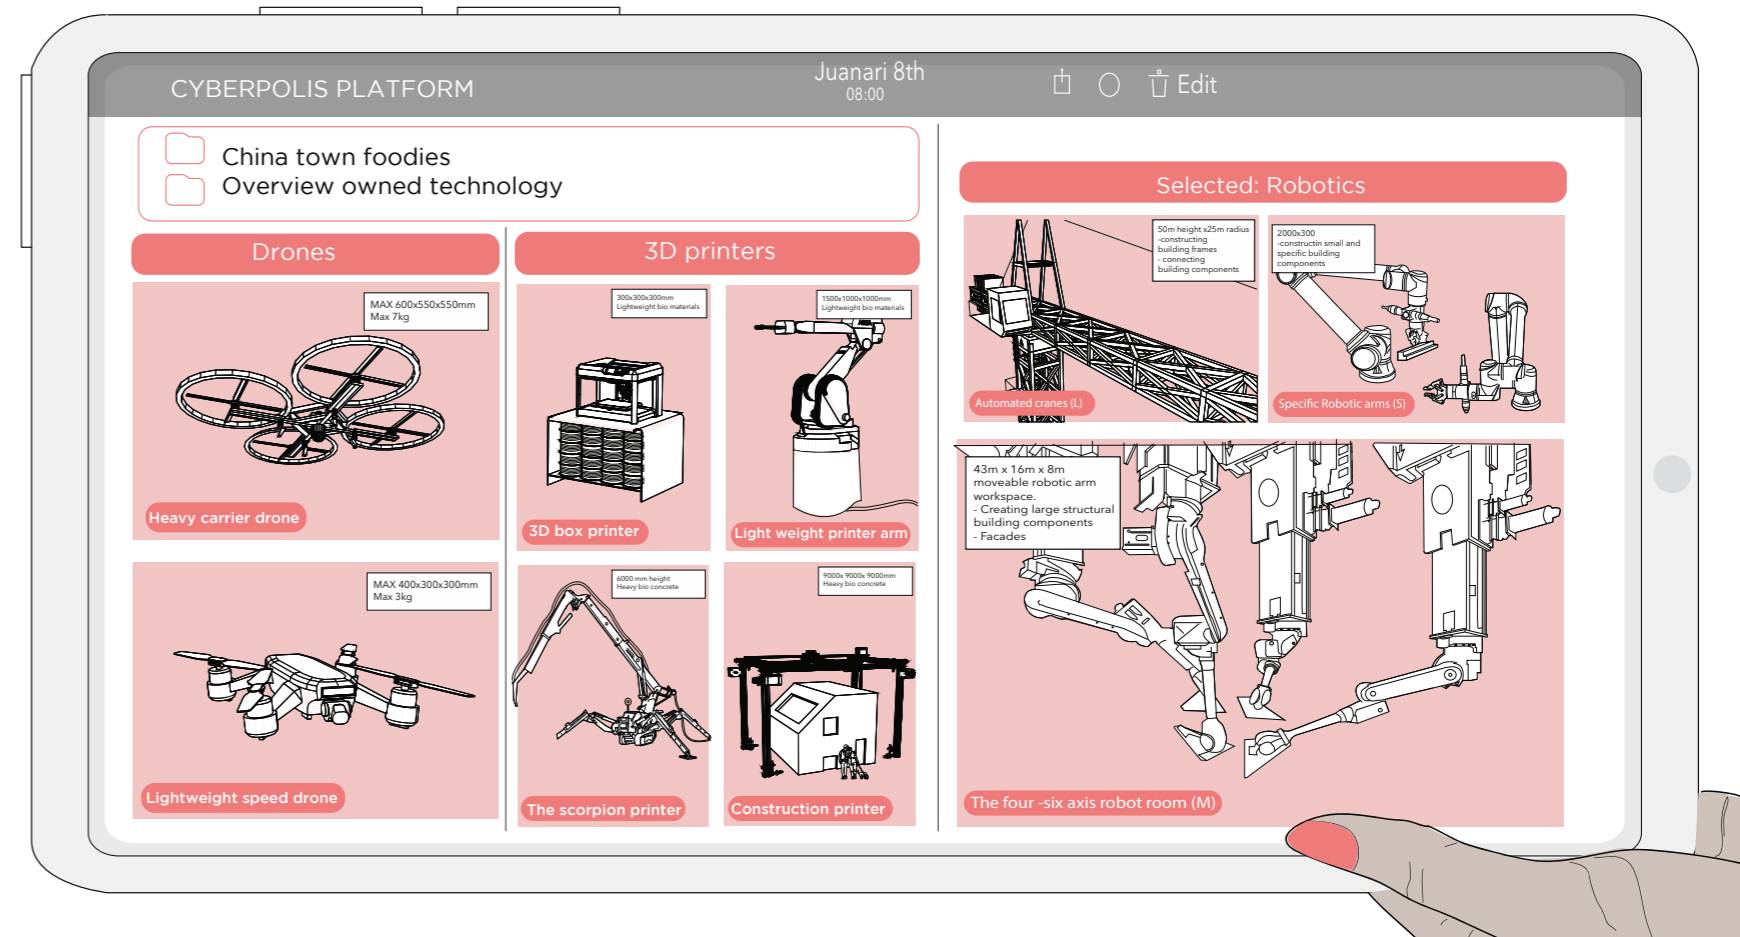 CYBERPOLIS PLATFORM
Juanari 8th
08:00
Edit
China town foodies
Overview owned technology
Drones
MAX 600x550x550mm
Max 7kg
Heavy carrier drone
MAX 400x300x300mm
Max 3kg
Lightweight speed drone
3D printers
300x300x300mm
Lightweight bio materials
3D box printer
1500x1000x1000mm
Lightweight bio materials
Light weight printer arm
6000 mm height
Heavy bio concrete
The scorpion printer
9000x 9000x 9000mm
Heavy bio concrete
Construction printer
Selected: Robotics
50m height x25m radius
-constructing
building frames
- connecting
building components
Automated cranes (L)
2000x300
-constructin small and
specific building
components
Specific Robotic arms (S)
43m x 16m x 8m
moveable robotic arm
workspace.
- Creating large structural
building components
- Facades
The four -six axis robot room (M)